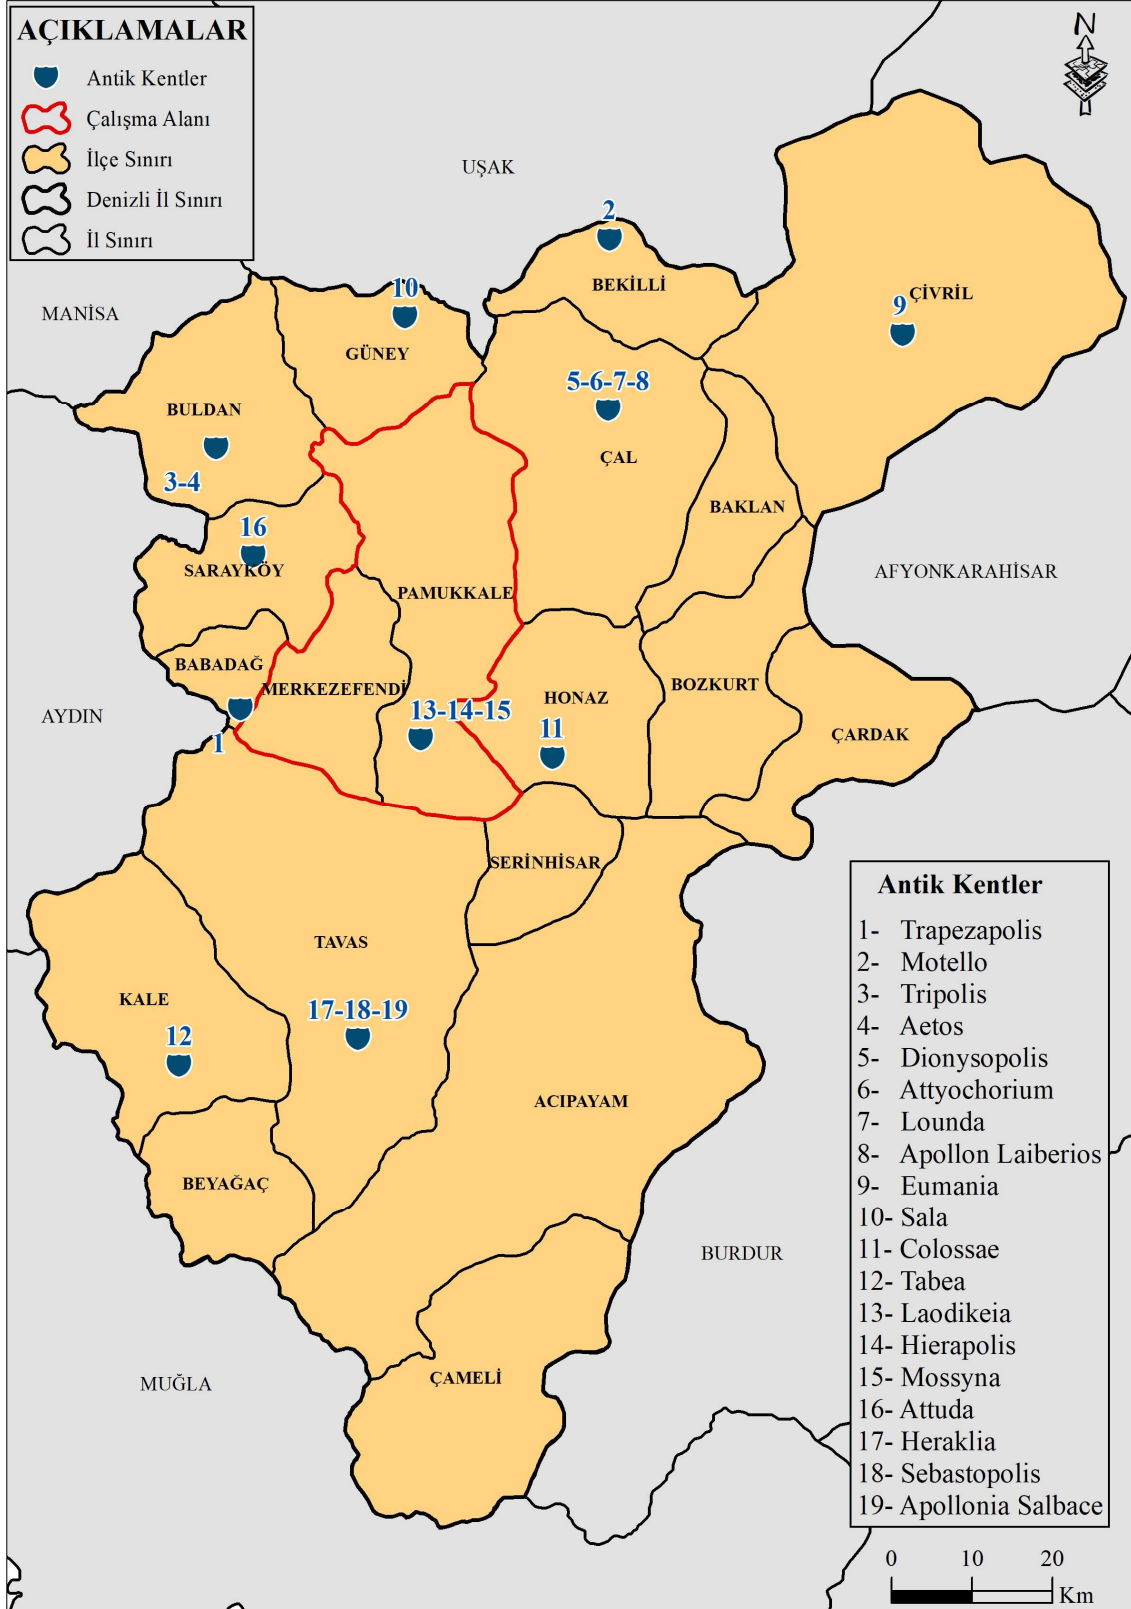 AÇIKLAMALAR
Antik Kentler
Çalışma Alanı
İlçe Sınırı
Denizli İl Sınırı
İl Sınırı
N
UŞAK
2
BEKİLLİ
MANİSA
10
GÜNEY
9
ÇİVRİL
BULDAN
3-4
5-6-7-8
ÇAL
BAKLAN
16
SARAYKÖY
AFYONKARAHİSAR
PAMUKKALE
BABADAĞ
MERKEZEFENDİ
HONAZ
BOZKURT
AYDIN
13-14-15
11
1
ÇARDAK
SERİNHİSAR
TAVAS
KALE
17-18-19
12
ACIPAYAM
BEYAĞAÇ
BURDUR
ÇAMELİ
MUĞLA
Antik Kentler
1- Trapezapolis
2- Motello
3- Tripolis
4- Aetos
5- Dionysopolis
6- Attyochorium
7- Lounda
8- Apollon Laiberios
9- Eumania
10- Sala
11- Colossae
12- Tabea
13- Laodikeia
14- Hierapolis
15- Mossyna
16- Attuda
17- Heraklia
18- Sebastopolis
19- Apollonia Salbace
0 10 20
Km